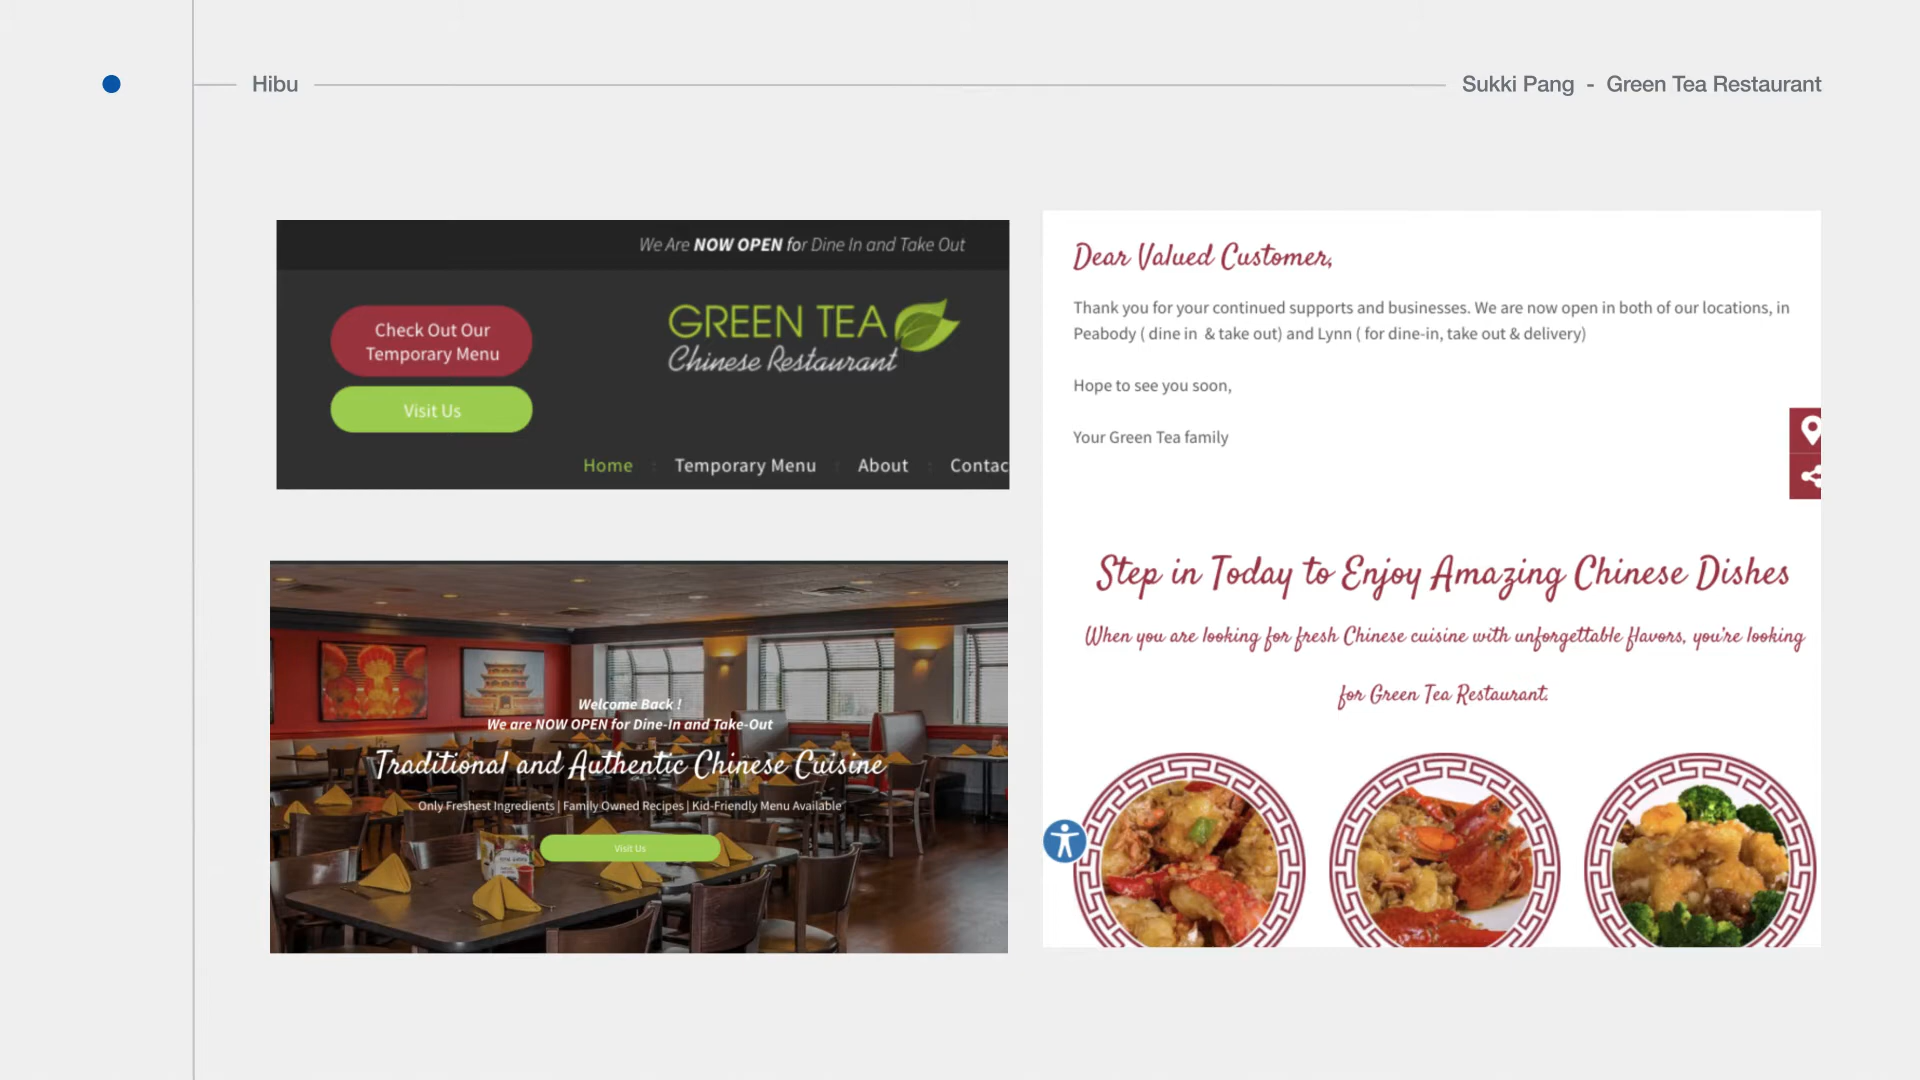 Hibu
Sukki Pang - Green Tea Restaurant
We Are NOW OPEN for Dine In and Take Out
Check Out Our
Temporary Menu
Visit Us
GREEN TEA
Chinese Restaurant
Home
Temporary Menu
About
Contac
Welcome Back !
We are NOW OPEN for Dine-In and Take-Out
Traditional and Authentic Chinese Cuisine
Only Freshest Ingredients | Family Owned Recipes | Kid-Friendly Menu Available
Visit Us
Dear Valued Customer,
Thank you for your continued supports and businesses. We are now open in both of our locations, in
Peabody ( dine in & take out) and Lynn ( for dine-in, take out & delivery)
Hope to see you soon,
Your Green Tea family
Step in Today to Enjoy Amazing Chinese Dishes
When you are looking for fresh Chinese cuisine with unforgettable flavors, you're looking
for Green Tea Restaurant.